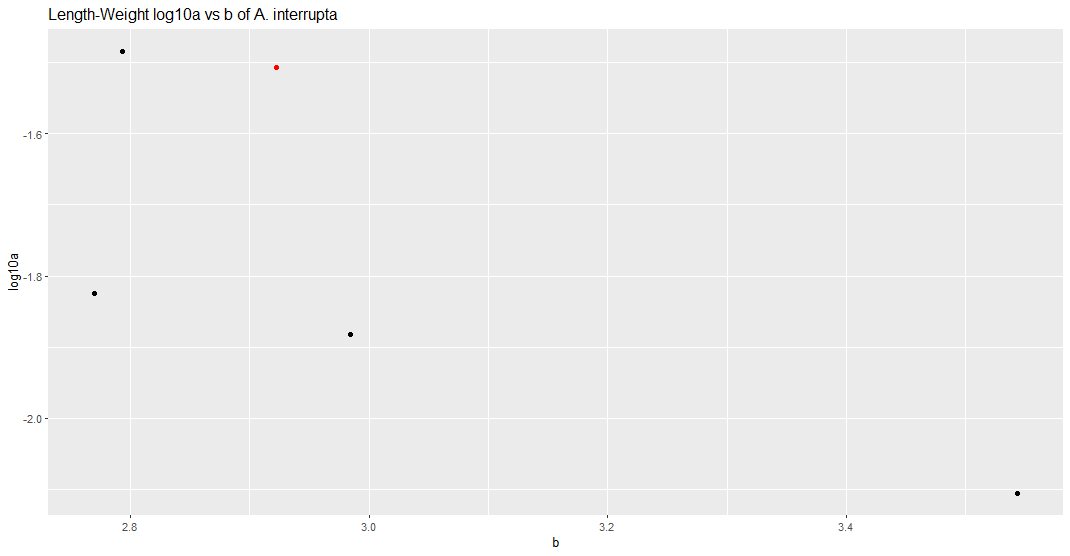 Length-Weight log10a vs b of A. interrupta
log10a
-1.6
-1.8
-2.0
2.8 3.0 3.2 3.4
b